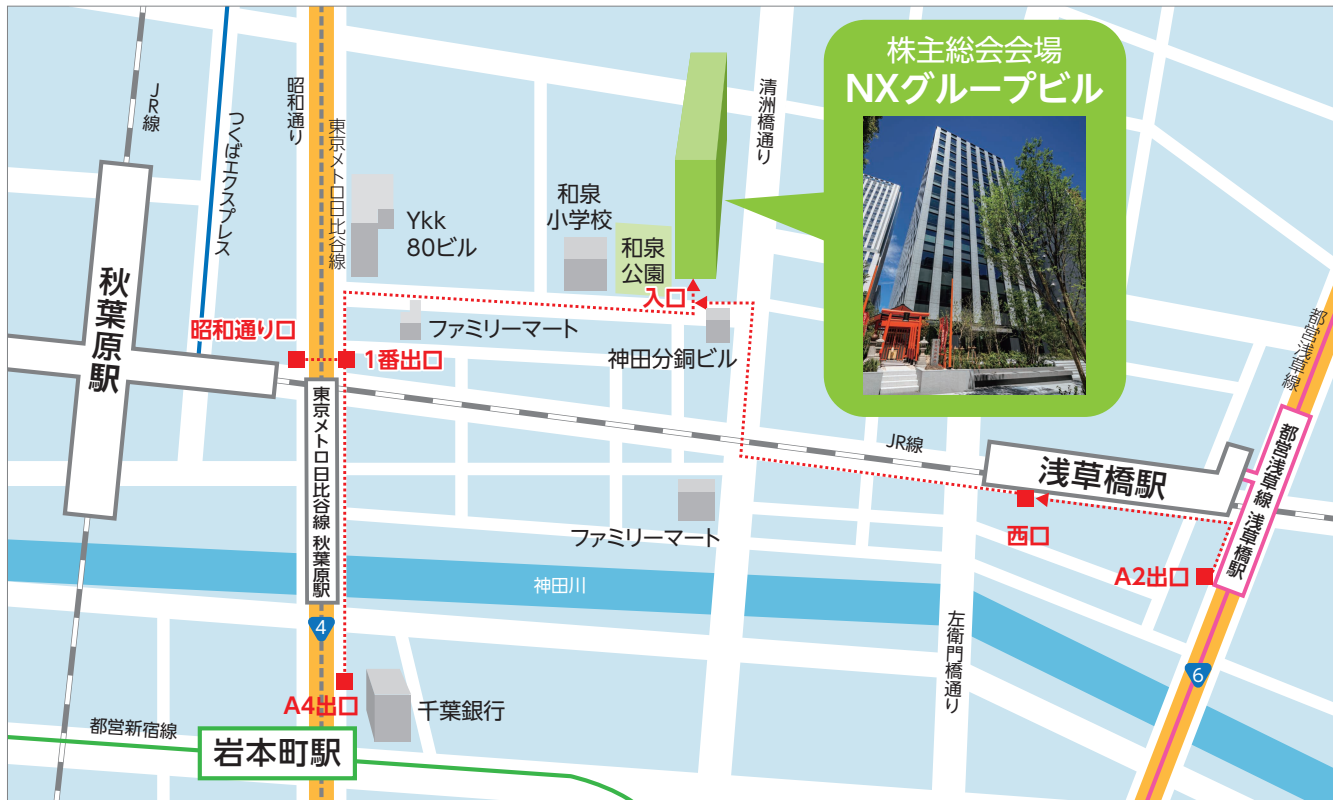 株主総会会場
NXグループビル
JR線
つくばエクスプレス
昭和通り
東京メトロ日比谷線
清洲橋通り
Ykk
80ビル
和泉
小学校
和泉
公園
秋葉原駅
昭和通り口
1番出口
ファミリーマート
入口
神田分銅ビル
都営浅草線
東京メトロ日比谷線 秋葉原駅
JR線
浅草橋駅
都営浅草線 浅草橋駅
ファミリーマート
西口
A2出口
神田川
左衛門橋通り
4
6
A4出口
千葉銀行
都営新宿線
岩本町駅